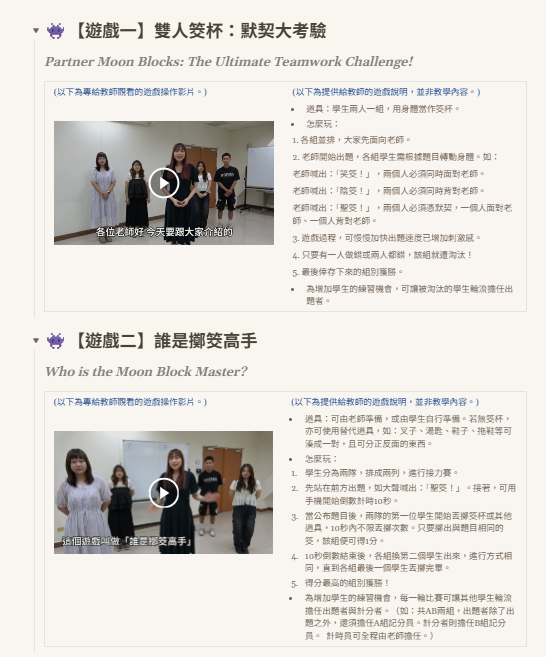 【遊戲一】雙人筊杯：默契大考驗
Partner Moon Blocks: The Ultimate Teamwork Challenge!
(以下為專給教師觀看的遊戲操作影片。)
各位老師好 今天要跟大家介紹的
(以下為提供給教師的遊戲說明，並非教學內容。)
• 道具：學生兩人一組，用身體當作筊杯。
• 怎麼玩：
1. 各組並排，大家先面向老師。
2. 老師開始出題，各組學生需根據題目轉動身體。如：
老師喊出：「笑筊！」，兩個人必須同時面對老師。
老師喊出：「陰筊！」，兩個人必須同時背對老師。
老師喊出：「聖筊！」，兩個人必須憑默契，一個人面對老
師、一個人背對老師。
3. 遊戲過程，可慢慢加快出題速度已增加刺激感。
4. 只要有一人做錯或兩人都錯，該組就遭淘汰！
5. 最後倖存下來的組別獲勝。
• 為增加學生的練習機會，可讓被淘汰的學生輪流擔任出
題者。
【遊戲二】誰是擲筊高手
Who is the Moon Block Master?
(以下為專給教師觀看的遊戲操作影片。)
這個遊戲叫做「誰是擲筊高手」
(以下為提供給教師的遊戲說明，並非教學內容。)
• 道具：可由老師準備，或由學生自行準備。若無筊杯，
亦可使用替代道具，如：叉子、湯匙、鞋子、拖鞋等可
湊成一對，且可分正反面的東西。
• 怎麼玩：
1. 學生分為兩隊，排成兩列，進行接力賽。
2. 先站在前方出題，如大聲喊出：「聖筊！」。接著，可用
手機開始倒數計時10秒。
3. 當公布題目後，兩隊的第一位學生開始丟擲筊杯或其他
道具，10秒內不限丟擲次數。只要擲出與題目相同的
筊，該組便可得1分。
4. 10秒倒數結束後，各組換第二個學生出來，進行方式相
同，直到各組最後一個學生丟擲完畢。
5. 得分最高的組別獲勝！
• 為增加學生的練習機會，每一輪比賽可讓其他學生輪流
擔任出題者與計分者。（如：共AB兩組，出題者除了出
題之外，還須擔任A組記分員。計分者則擔任B組記分
員。 計時員可全程由老師擔任。）